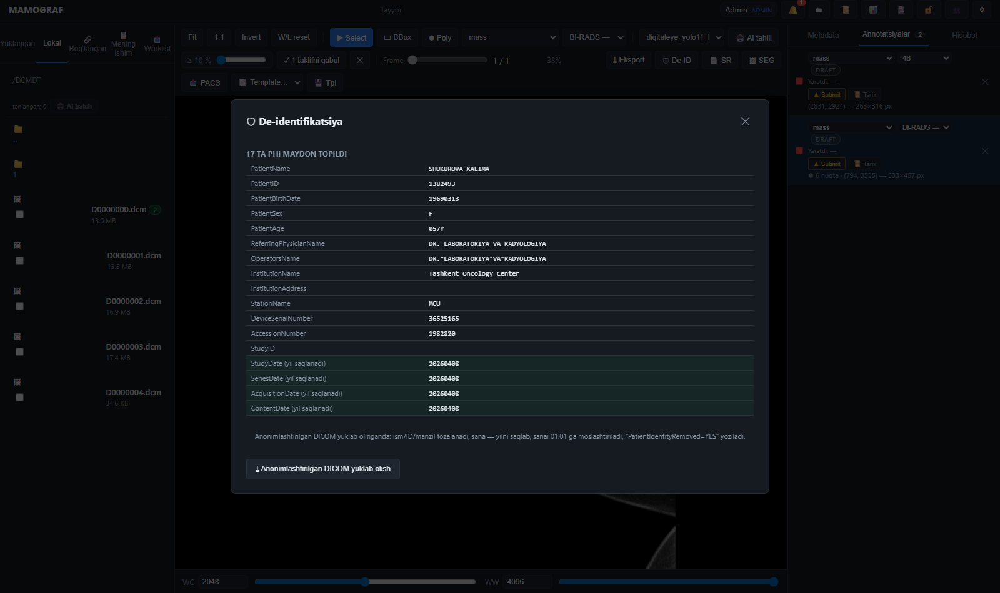 MAMOGRAF
tayyor
Admin ADMIN
1
Yuklangan
Lokal
Bog'langan
Mening ishim
Worklist
/DCMDT
tanlangan: 0
AI batch
..
1
D0000000.dcm 2
13.0 MB
D0000001.dcm
13.5 MB
D0000002.dcm
16.9 MB
D0000003.dcm
17.4 MB
D0000004.dcm
34.6 KB
Fit 1:1 Invert W/L reset Select BBox Poly mass BI-RADS — digitaleye_yolo11_l AI tahlil
≥ 10 % ✓ 1 taklifni qabul Frame 1 / 1 38% Eksport De-ID SR SEG
PACS Template... Tpl
De-identifikatsiya
17 TA PHI MAYDON TOPILDI
PatientName SHUKUROVA XALIMA
PatientID 1382493
PatientBirthDate 19690313
PatientSex F
PatientAge 057Y
ReferringPhysicianName DR. LABORATORIYA VA RADYOLOGIYA
OperatorsName DR.^LABORATORIYA^VA^RADYOLOGIYA
InstitutionName Tashkent Oncology Center
InstitutionAddress
StationName MCU
DeviceSerialNumber 36525165
AccessionNumber 1982820
StudyID
StudyDate (yil saqlanadi) 20260408
SeriesDate (yil saqlanadi) 20260408
AcquisitionDate (yil saqlanadi) 20260408
ContentDate (yil saqlanadi) 20260408
Anonimlashtirilgan DICOM yuklab olinganda: ism/ID/manzil tozalanadi, sana — yilni saqlab, sanai 01.01 ga moslashtiriladi, "PatientIdentityRemoved=YES" yoziladi.
Anonimlashtirilgan DICOM yuklab olish
WC 2048 WW 4096
Metadata
Annotatsiyalar 2
Hisobot
mass 4B
DRAFT
Yaratdi: —
Submit Tarix
(2831, 2924) — 263×316 px
mass BI-RADS —
DRAFT
Yaratdi: —
Submit Tarix
6 nuqta · (794, 3535) — 533×457 px